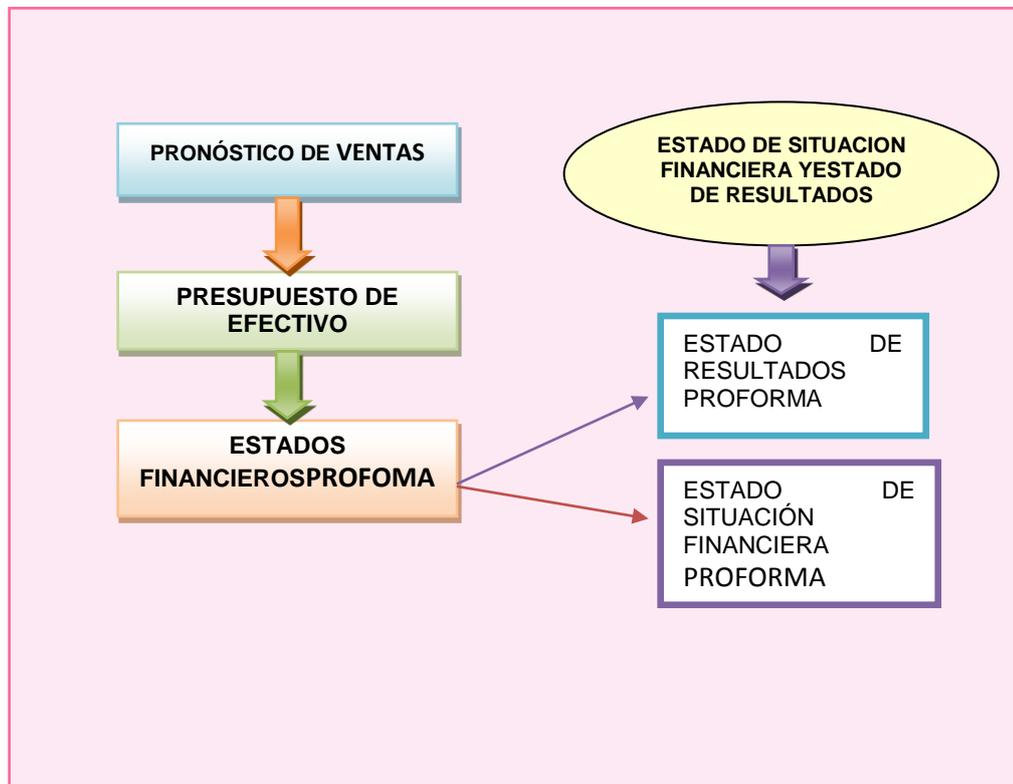 PRONÓSTICO DE VENTAS
PRESUPUESTO DE
EFECTIVO
ESTADOS
FINANCIEROSPROFOMA
ESTADO DE SITUACION
FINANCIERA YESTADO
DE RESULTADOS
ESTADO DE
RESULTADOS
PROFORMA
ESTADO DE
SITUACIÓN
FINANCIERA
PROFORMA